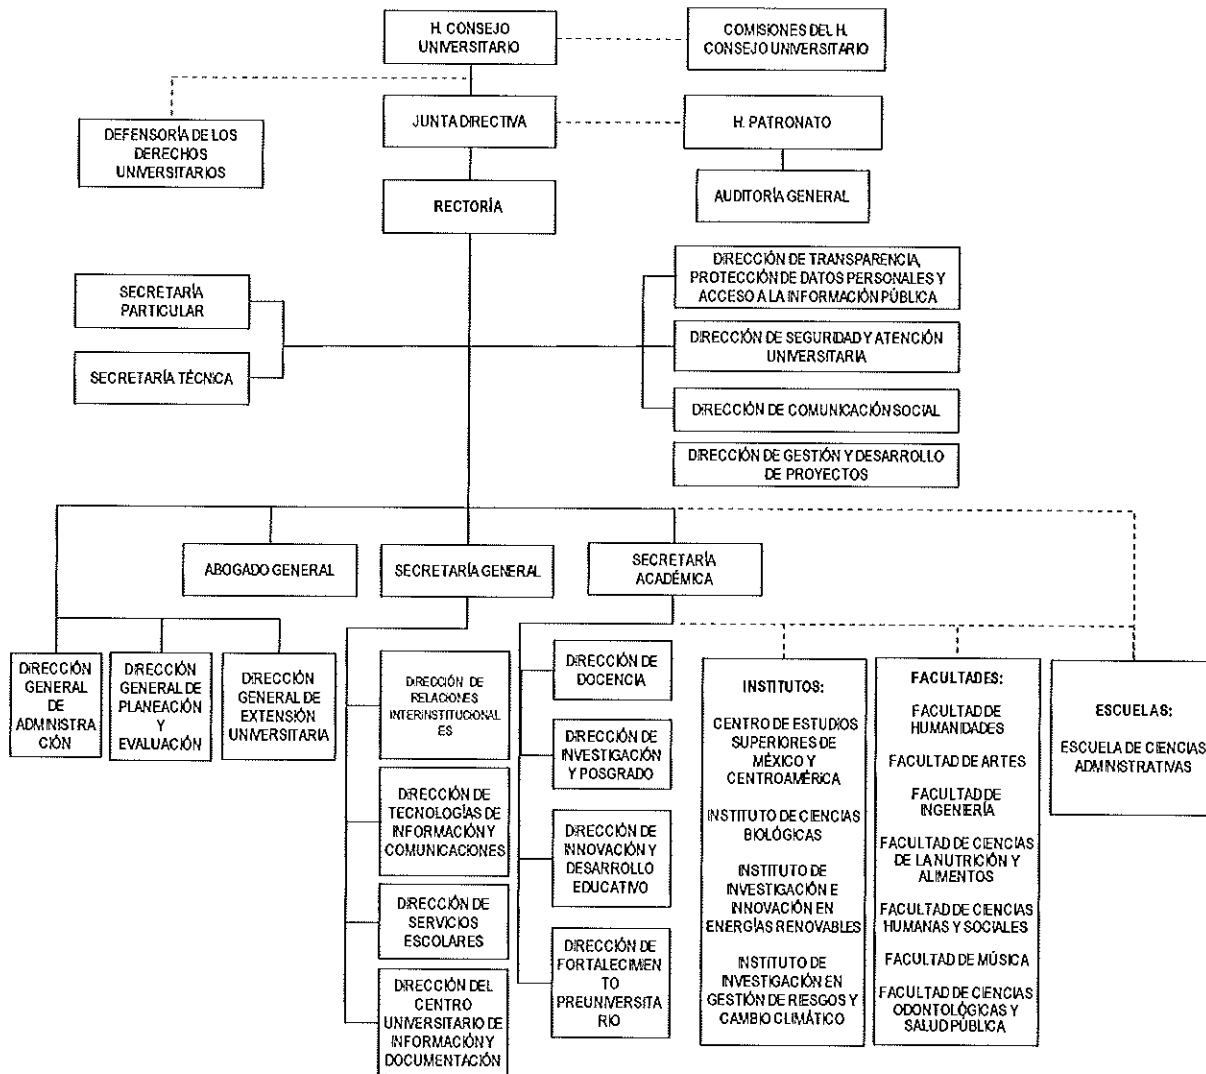 H. CONSEJO
UNIVERSITARIO
COMISIONES DEL H.
CONSEJO UNIVERSITARIO
DEFENSORÍA DE LOS
DERECHOS
UNIVERSITARIOS
JUNTA DIRECTIVA
H. PATRONATO
RECTORÍA
AUDITORÍA GENERAL
SECRETARÍA
PARTICULAR
SECRETARÍA TÉCNICA
DIRECCIÓN DE TRANSPARENCIA,
PROTECCIÓN DE DATOS PERSONALES Y
ACCESO A LA INFORMACIÓN PÚBLICA
DIRECCIÓN DE SEGURIDAD Y ATENCIÓN
UNIVERSITARIA
DIRECCIÓN DE COMUNICACIÓN SOCIAL
DIRECCIÓN DE GESTIÓN Y DESARROLLO
DE PROYECTOS
ABOGADO GENERAL
SECRETARÍA GENERAL
SECRETARÍA
ACADÉMICA
DIRECCIÓN
GENERAL
DE
ADMINISTRA
CIÓN
DIRECCIÓN
GENERAL DE
PLANEACIÓN
Y
EVALUACIÓN
DIRECCIÓN
GENERAL DE
EXTENSIÓN
UNIVERSITARIA
DIRECCIÓN DE
RELACIONES
INTERINSTITUCIONAL
ES
DIRECCIÓN DE
TECNOLOGÍAS DE
INFORMACIÓN Y
COMUNICACIONES
DIRECCIÓN DE
SERVICIOS
ESCOLARES
DIRECCIÓN DEL
CENTRO
UNIVERSITARIO DE
INFORMACIÓN Y
DOCUMENTACIÓN
DIRECCIÓN DE
DOCENCIA
DIRECCIÓN DE
INVESTIGACIÓN
Y POSGRADO
DIRECCIÓN DE
INNOVACIÓN Y
DESARROLLO
EDUCATIVO
DIRECCIÓN DE
FORTALECIMEN
TO
PREUNIVERSITA
RIO
INSTITUTOS:
CENTRO DE ESTUDIOS
SUPERIORES DE
MÉXICO Y
CENTROAMÉRICA
INSTITUTO DE CIENCIAS
BIOLÓGICAS
INSTITUTO DE
INVESTIGACIÓN E
INNOVACIÓN EN
ENERGÍAS RENOVABLES
INSTITUTO DE
INVESTIGACIÓN EN
GESTIÓN DE RIESGOS Y
CAMBIO CLIMÁTICO
FACULTADES:
FACULTAD DE
HUMANIDADES
FACULTAD DE ARTES
FACULTAD DE
INGENIERÍA
FACULTAD DE CIENCIAS
DE LA NUTRICIÓN Y
ALIMENTOS
FACULTAD DE CIENCIAS
HUMANAS Y SOCIALES
FACULTAD DE MÚSICA
FACULTAD DE CIENCIAS
ODONTOLÓGICAS Y
SALUD PÚBLICA
ESCUELAS:
ESCUELA DE CIENCIAS
ADMINISTRATIVAS